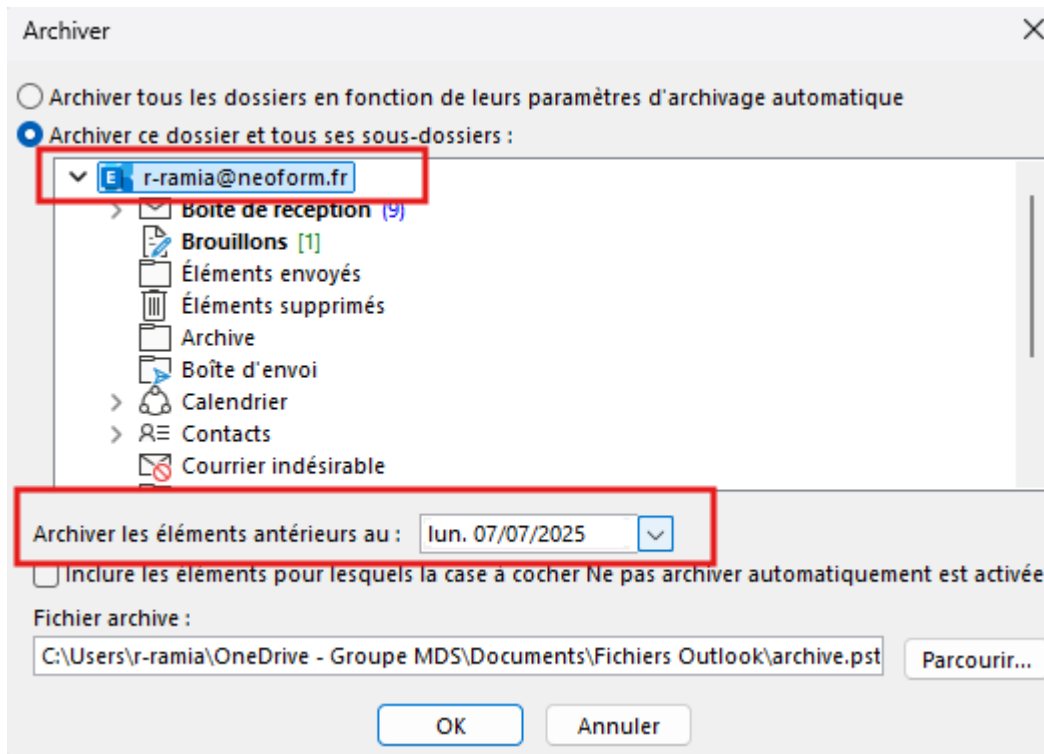 Archiver
Archiver tous les dossiers en fonction de leurs paramètres d'archivage automatique
Archiver ce dossier et tous ses sous-dossiers :
E r-ramia@neoform.fr
Boîte de réception (9)
Brouillons [1]
Éléments envoyés
Éléments supprimés
Archive
Boîte d'envoi
Calendrier
Contacts
Courrier indésirable
Archiver les éléments antérieurs au : lun. 07/07/2025
Inclure les éléments pour lesquels la case à cocher Ne pas archiver automatiquement est activée
Fichier archive :
C:\Users\r-ramia\OneDrive - Groupe MDS\Documents\Fichiers Outlook\archive.pst Parcourir...
OK Annuler